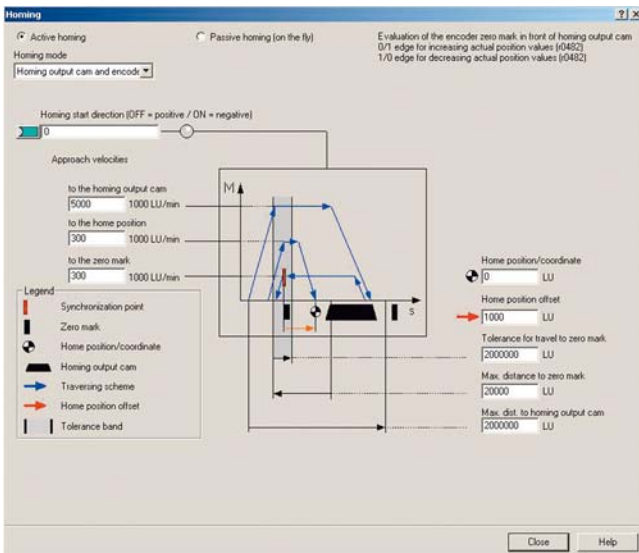 Homing
Active homing
Passive homing (on the fly)
Evaluation of the encoder zero mark in front of homing output cam
0/1 edge for increasing actual position values (r0482)
1/0 edge for decreasing actual position values (r0482)
Homing mode
Homing output cam and encode
Homing start direction (OFF = positive / ON = negative)
0
Approach velocities
to the homing output cam
5000 1000 LU/min
to the home position
300 1000 LU/min
to the zero mark
300 1000 LU/min
M
s
Legend
Synchronization point
Zero mark
Home position/coordinate
Homing output cam
Traversing scheme
Home position offset
Tolerance band
Home position/coordinate
0 LU
Home position offset
1000 LU
Tolerance for travel to zero mark
2000000 LU
Max. distance to zero mark
20000 LU
Max. dist. to homing output cam
2000000 LU
Close
Help